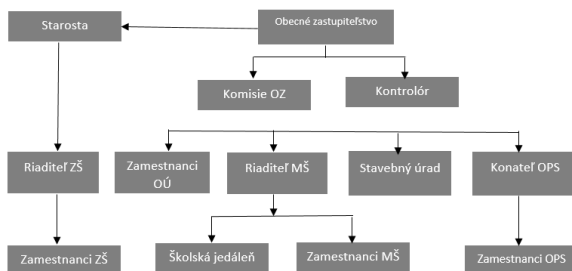 Starosta
Obecné zastupiteľstvo
Komisie OZ
Kontrolór
Riaditeľ ZŠ
Zamestnanci
OÚ
Riaditeľ MŠ
Stavebný úrad
Konateľ OPS
Zamestnanci ZŠ
Školská jedáleň
Zamestnanci MŠ
Zamestnanci OPS